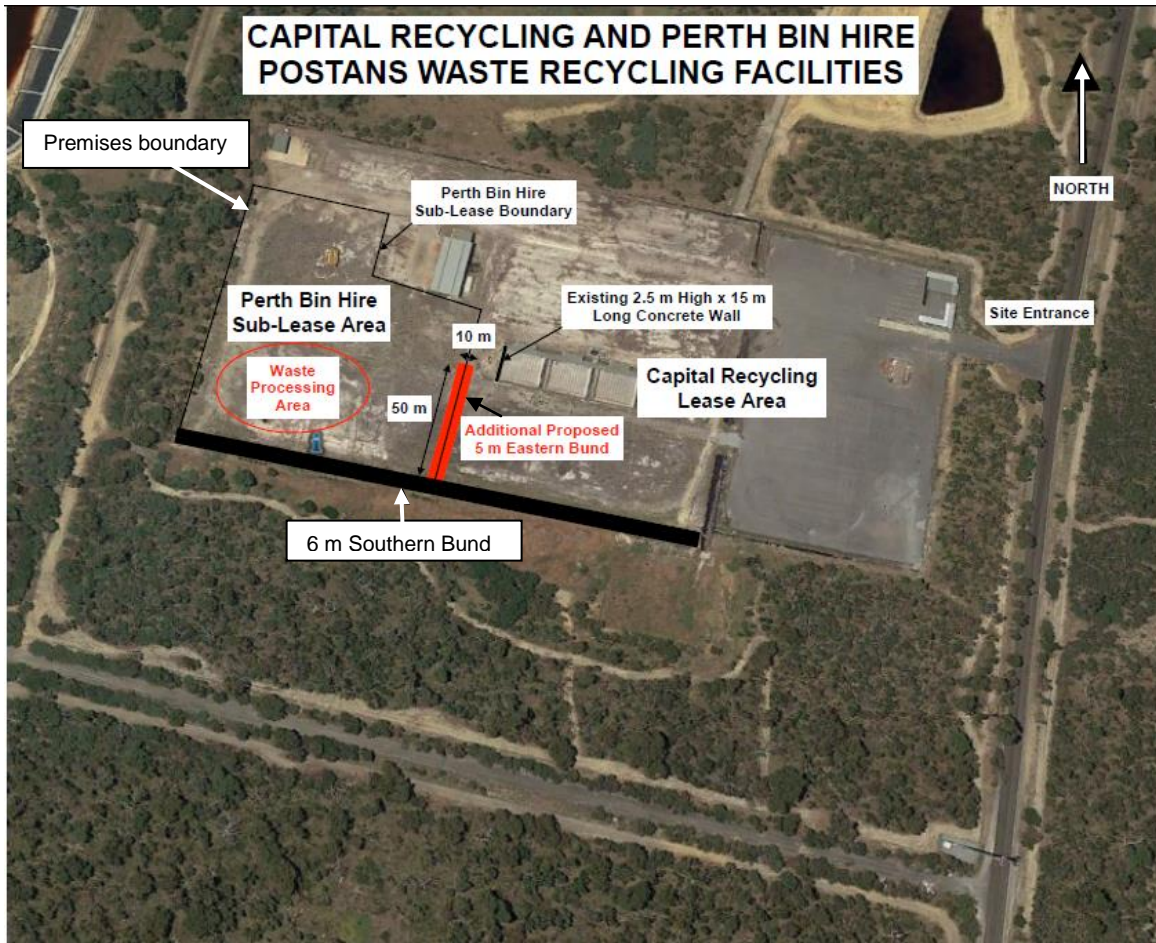 CAPITAL RECYCLING AND PERTH BIN HIRE
POSTANS WASTE RECYCLING FACILITIES
Premises boundary
Perth Bin Hire
Sub-Lease Boundary
NORTH
Perth Bin Hire
Sub-Lease Area
Existing 2.5 m High x 15 m
Long Concrete Wall
Site Entrance
10 m
Waste
Processing
Area
Capital Recycling
Lease Area
50 m
Additional Proposed
5 m Eastern Bund
6 m Southern Bund